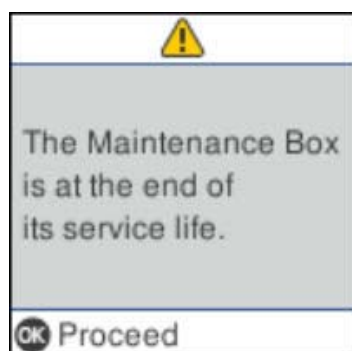 The Maintenance Box
is at the end of
its service life.
OK Proceed